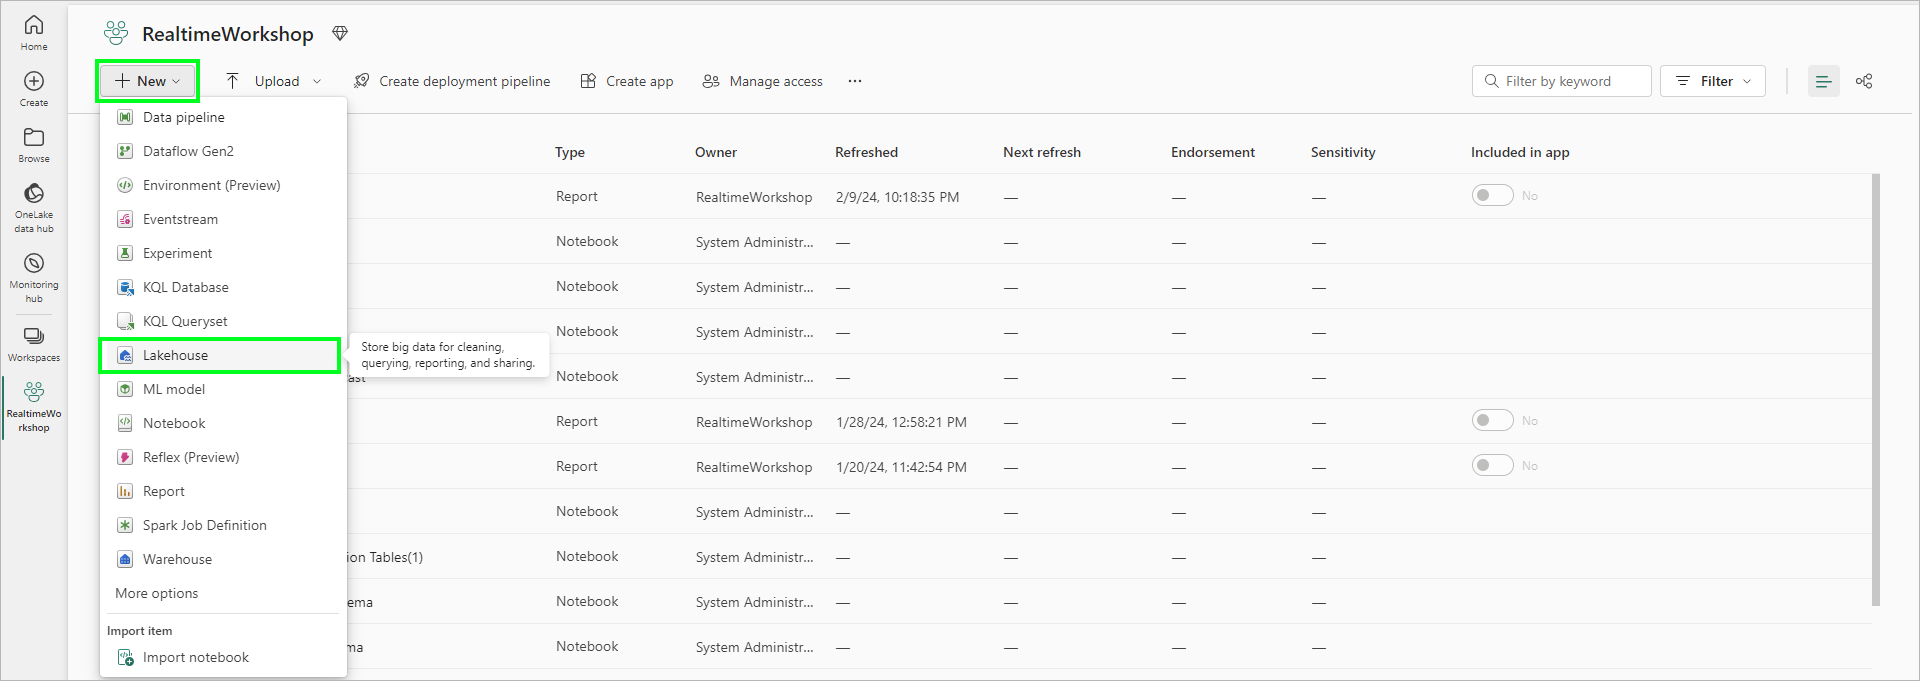 Home
Create
Browse
OneLake
data hub
Monitoring
hub
Workspaces
RealtimeWo
rkshop
RealtimeWorkshop
New
Upload
Create deployment pipeline
Create app
Manage access
...
Filter by keyword
Filter
Data pipeline
Dataflow Gen2
Environment (Preview)
Eventstream
Experiment
KQL Database
KQL Queryset
Lakehouse
ML model
Notebook
Reflex (Preview)
Report
Spark Job Definition
Warehouse
More options
Import item
Import notebook
Store big data for cleaning,
querying, reporting, and sharing.
Type Owner Refreshed Next refresh Endorsement Sensitivity Included in app
Report RealtimeWorkshop 2/9/24, 10:18:35 PM — — — No
Notebook System Administr... — — — —
Notebook System Administr... — — — —
Notebook System Administr... — — — —
ast Notebook System Administr... — — — —
Report RealtimeWorkshop 1/28/24, 12:58:21 PM — — — No
Report RealtimeWorkshop 1/20/24, 11:42:54 PM — — — No
Notebook System Administr... — — — —
ion Tables(1) Notebook System Administr... — — — —
ema Notebook System Administr... — — — —
ma Notebook System Administr... — — — —